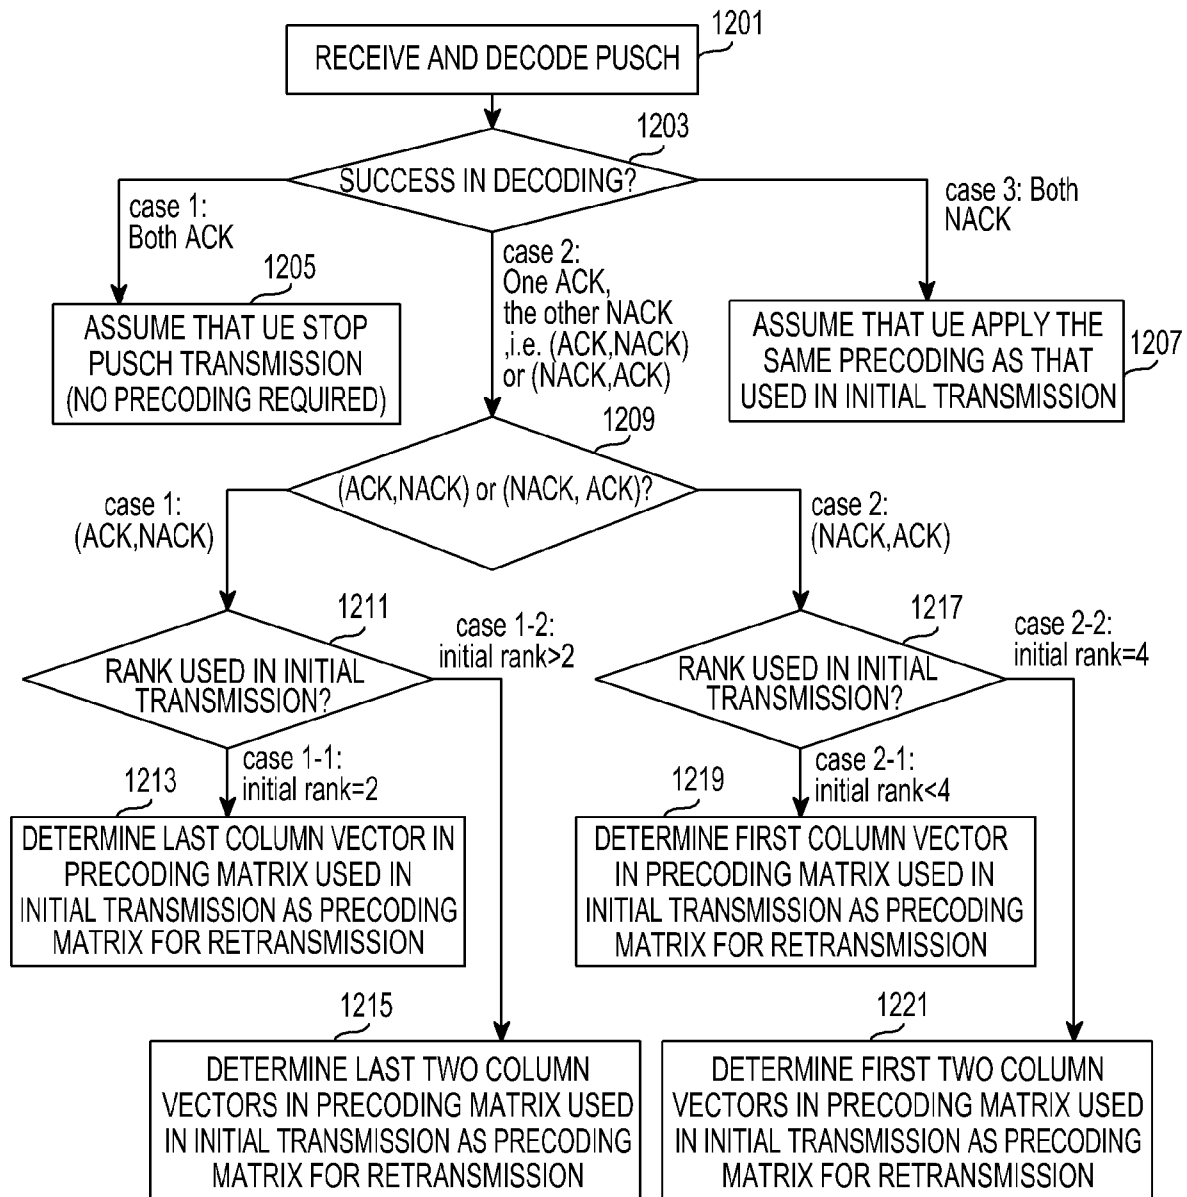 1201
RECEIVE AND DECODE PUSCH
1203
SUCCESS IN DECODING?
case 1:
Both ACK
case 2:
One ACK,
the other NACK
,i.e. (ACK,NACK)
or (NACK,ACK)
case 3: Both
NACK
1205
ASSUME THAT UE STOP
PUSCH TRANSMISSION
(NO PRECODING REQUIRED)
ASSUME THAT UE APPLY THE
SAME PRECODING AS THAT
USED IN INITIAL TRANSMISSION
1207
1209
(ACK,NACK) or (NACK, ACK)?
case 1:
(ACK,NACK)
case 2:
(NACK,ACK)
1211
RANK USED IN INITIAL
TRANSMISSION?
case 1-2:
initial rank>2
1217
RANK USED IN INITIAL
TRANSMISSION?
case 2-2:
initial rank=4
case 1-1:
initial rank=2
case 2-1:
initial rank<4
1213
DETERMINE LAST COLUMN VECTOR IN
PRECODING MATRIX USED IN
INITIAL TRANSMISSION AS PRECODING
MATRIX FOR RETRANSMISSION
1219
DETERMINE FIRST COLUMN VECTOR
IN PRECODING MATRIX USED IN
INITIAL TRANSMISSION AS PRECODING
MATRIX FOR RETRANSMISSION
1215
DETERMINE LAST TWO COLUMN
VECTORS IN PRECODING MATRIX USED
IN INITIAL TRANSMISSION AS PRECODING
MATRIX FOR RETRANSMISSION
1221
DETERMINE FIRST TWO COLUMN
VECTORS IN PRECODING MATRIX USED
IN INITIAL TRANSMISSION AS PRECODING
MATRIX FOR RETRANSMISSION